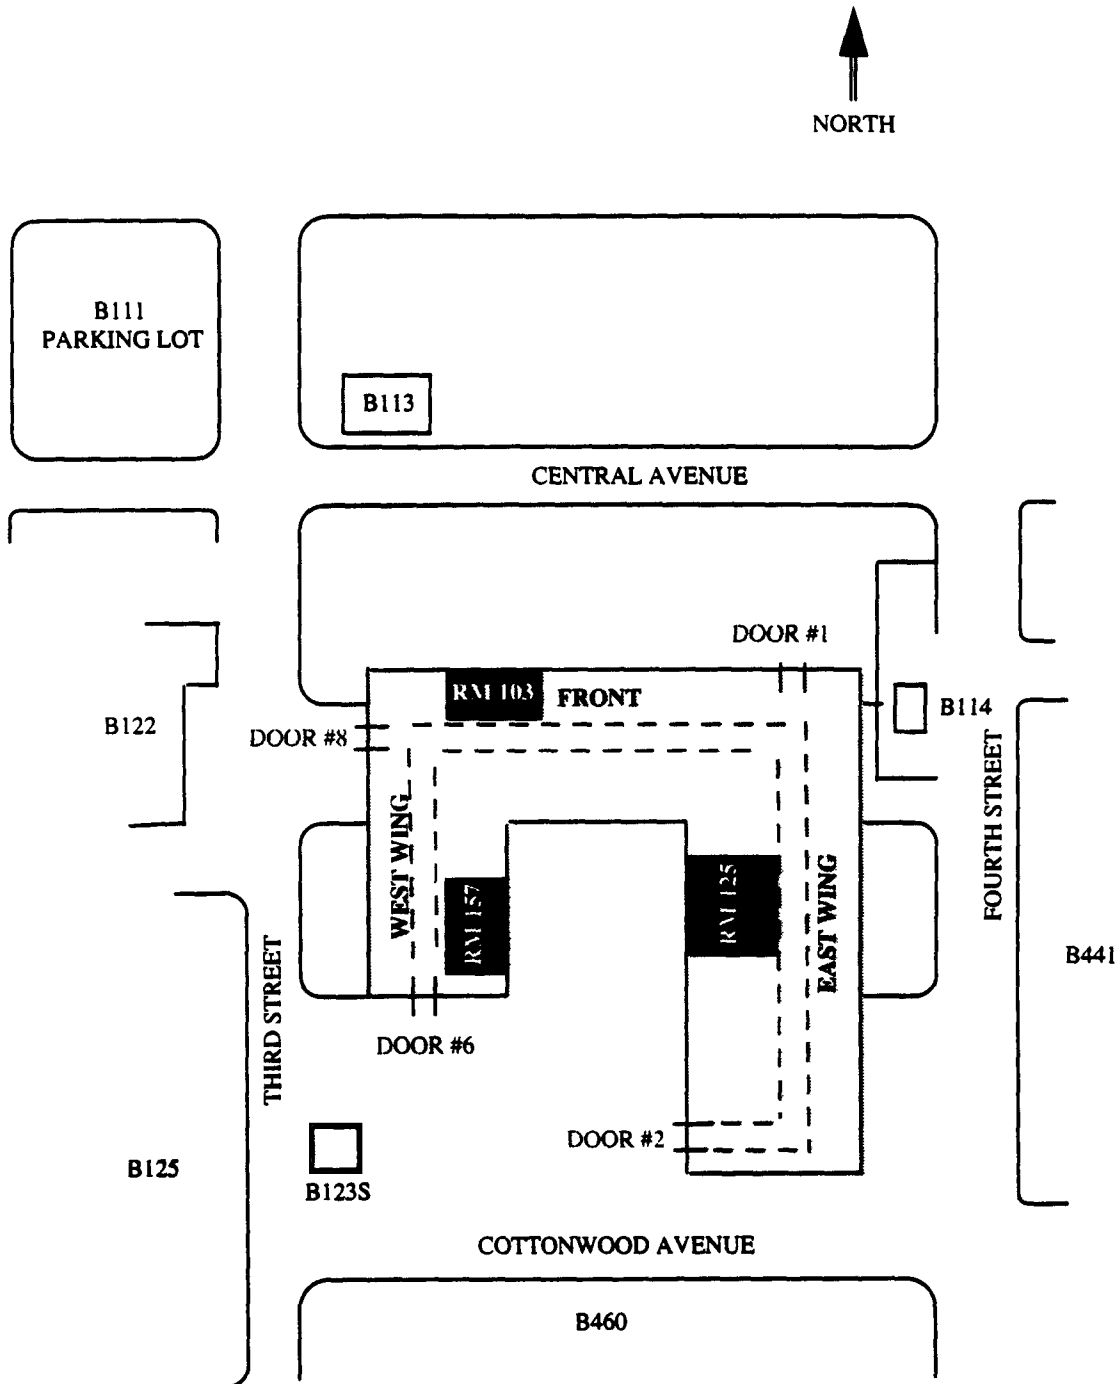 NORTH
B111
PARKING LOT
B113
CENTRAL AVENUE
DOOR #1
RM 103
FRONT
B114
B122
DOOR #8
FOURTH STREET
WEST WING
RM 157
RM 125
EAST WING
B441
THIRD STREET
DOOR #6
DOOR #2
B125
B123S
COTTONWOOD AVENUE
B460